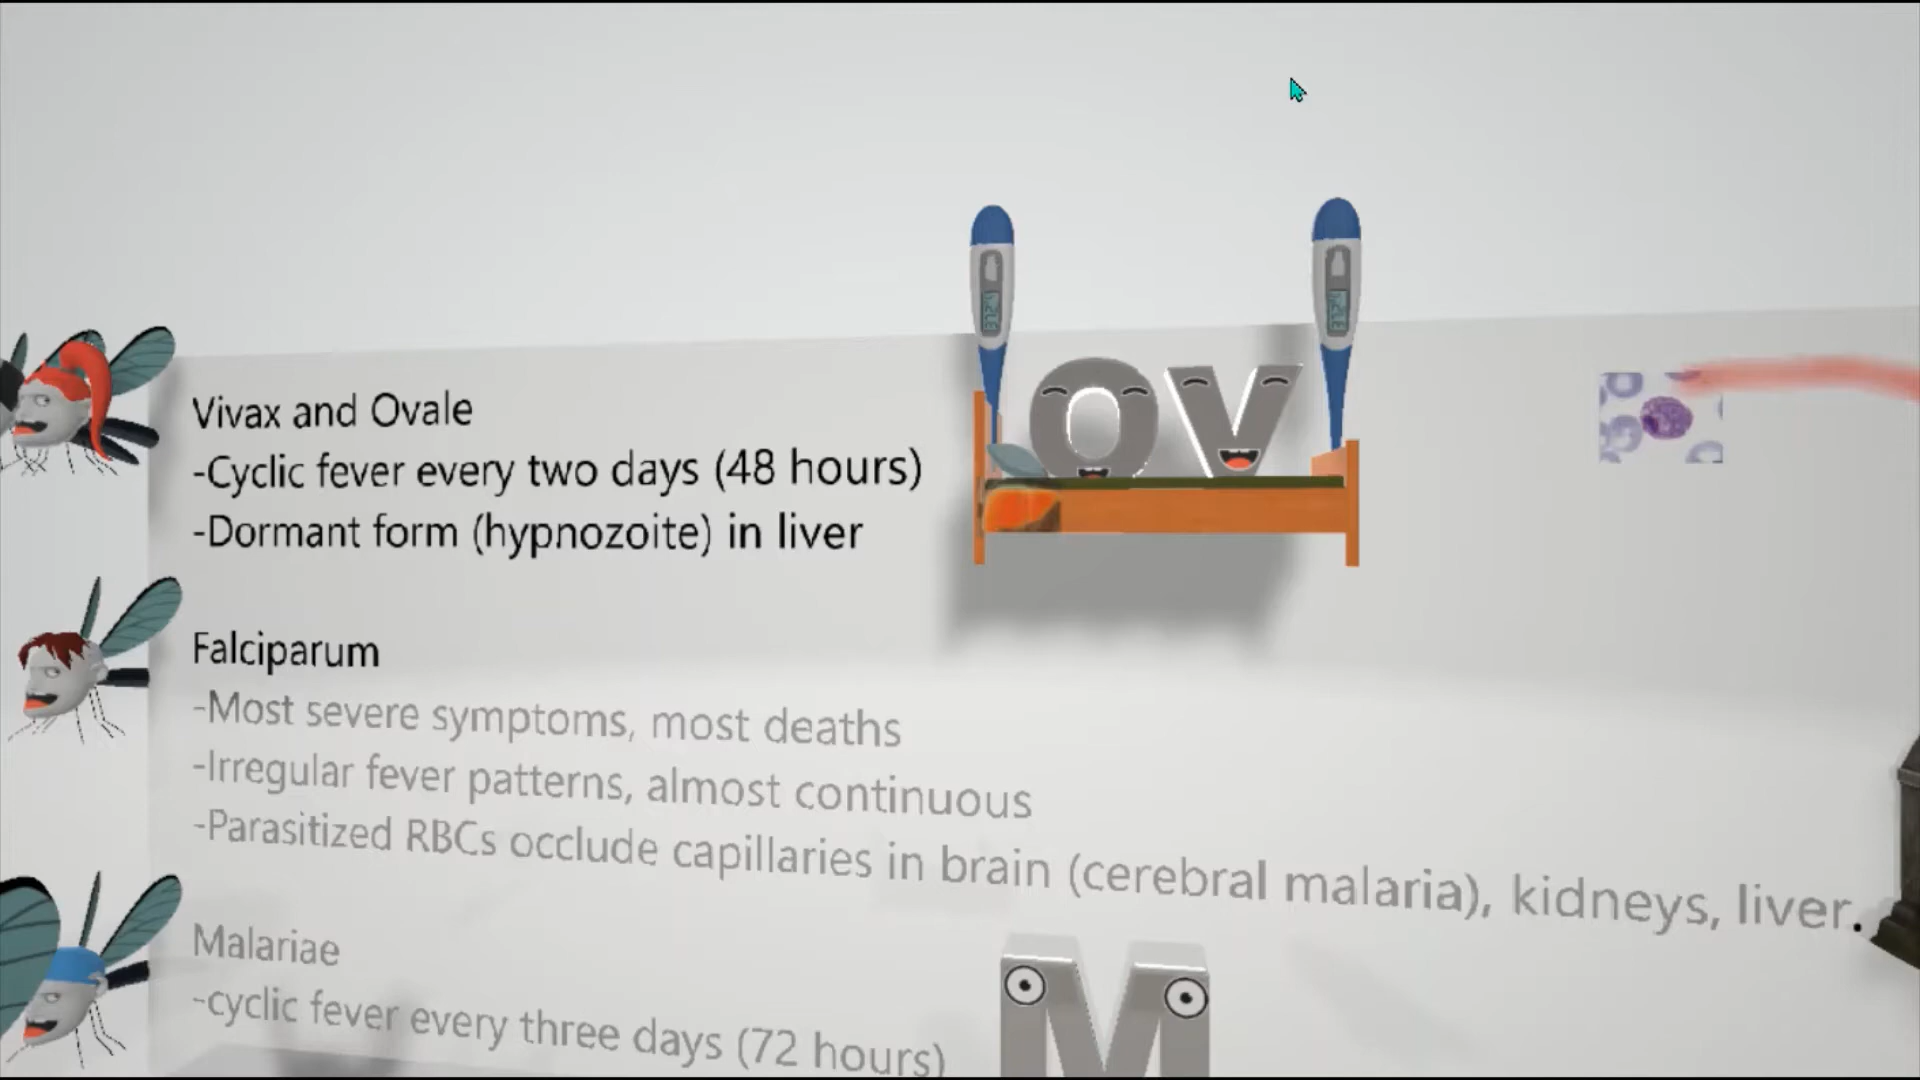 OV
Vivax and Ovale
-Cyclic fever every two days (48 hours)
-Dormant form (hypnozoite) in liver
Falciparum
-Most severe symptoms, most deaths
-Irregular fever patterns, almost continuous
-Parasitized RBCs occlude capillaries in brain (cerebral malaria), kidneys, liver.
Malariae
-cyclic fever every three days (72 hours)
M